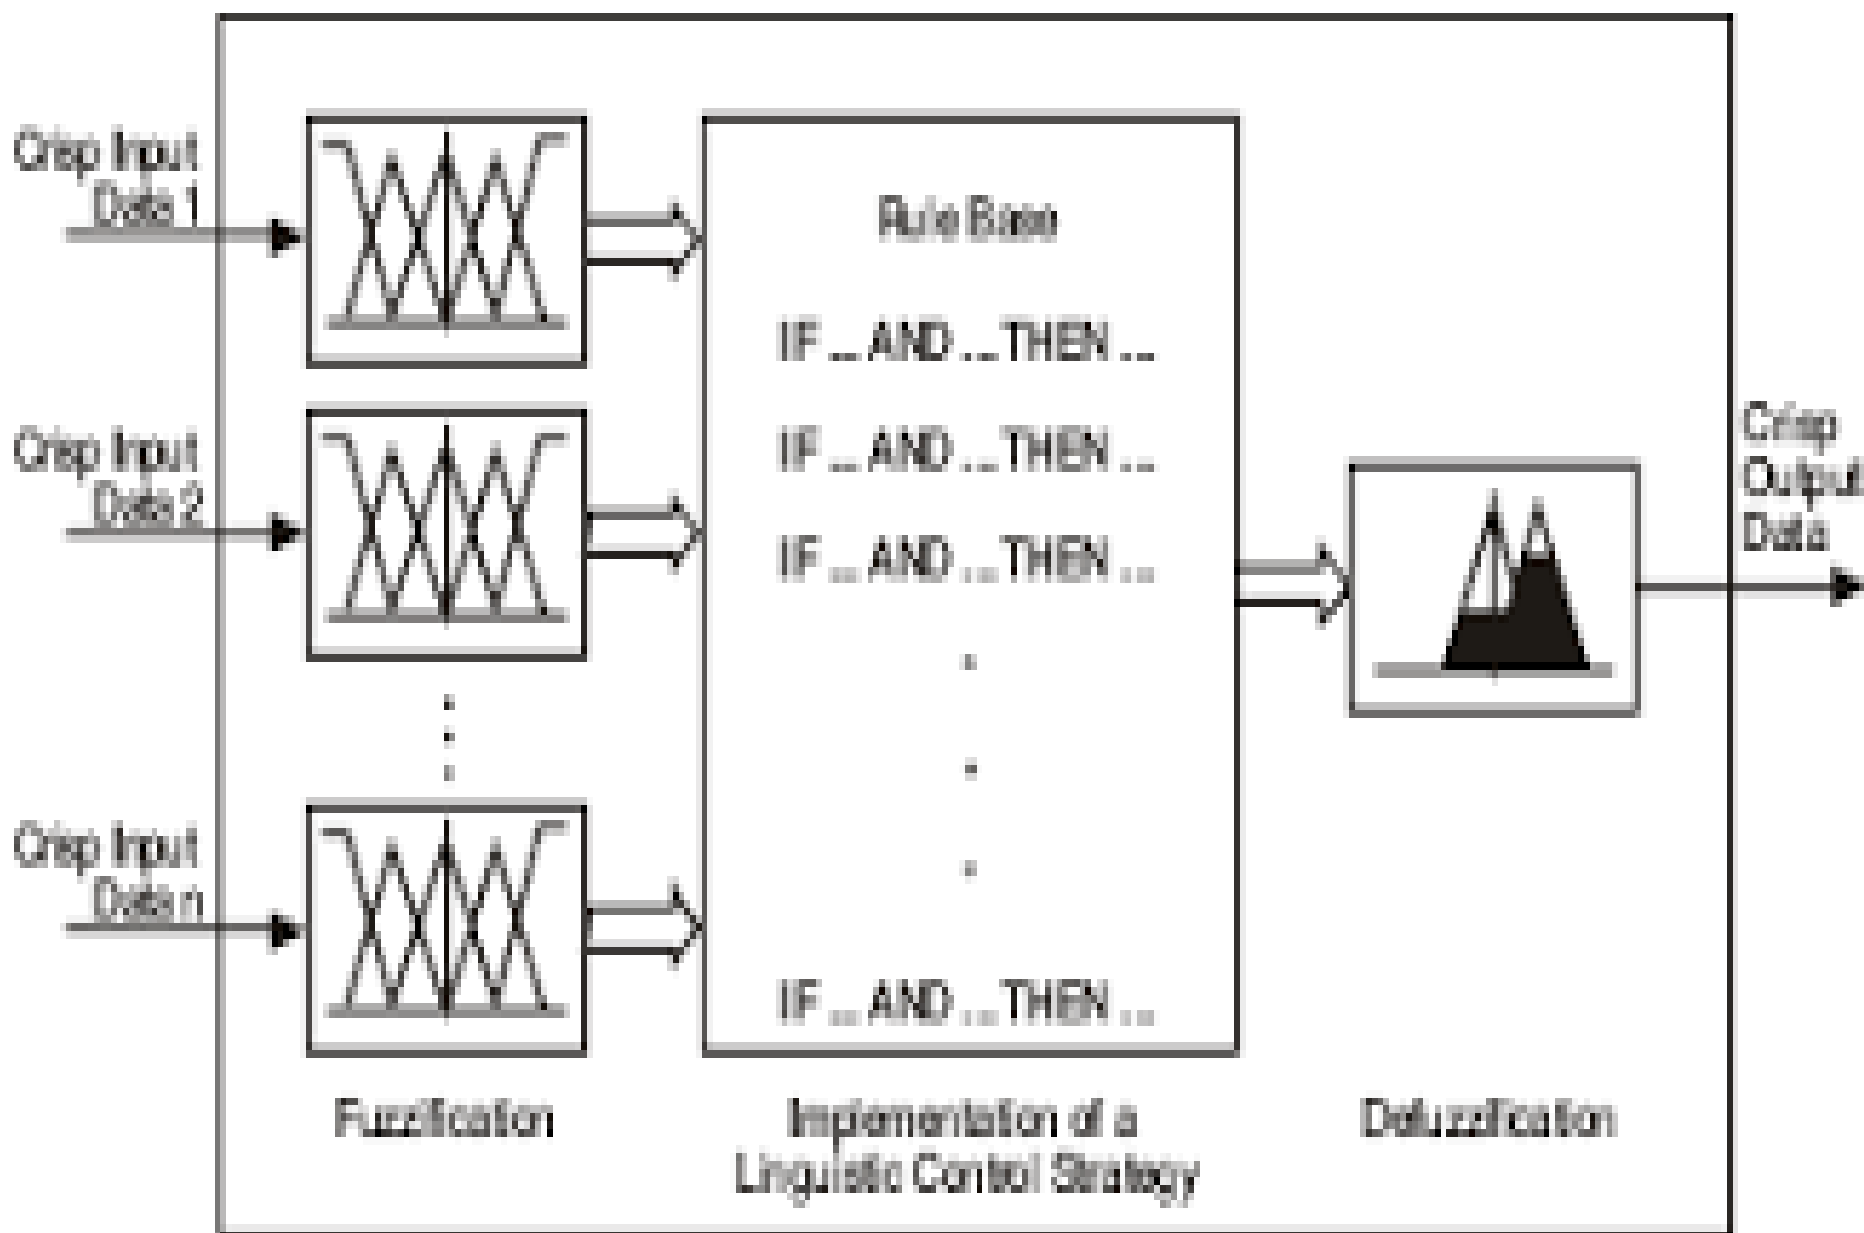 Crisp Input
Data 1
Crisp Input
Data 2
Crisp Input
Data n
Rule Base
IF ... AND ... THEN ...
IF ... AND ... THEN ...
IF ... AND ... THEN ...
IF ... AND ... THEN ...
Crisp
Output
Data
Fuzzification
Implementation of a
Linguistic Control Strategy
Defuzzification